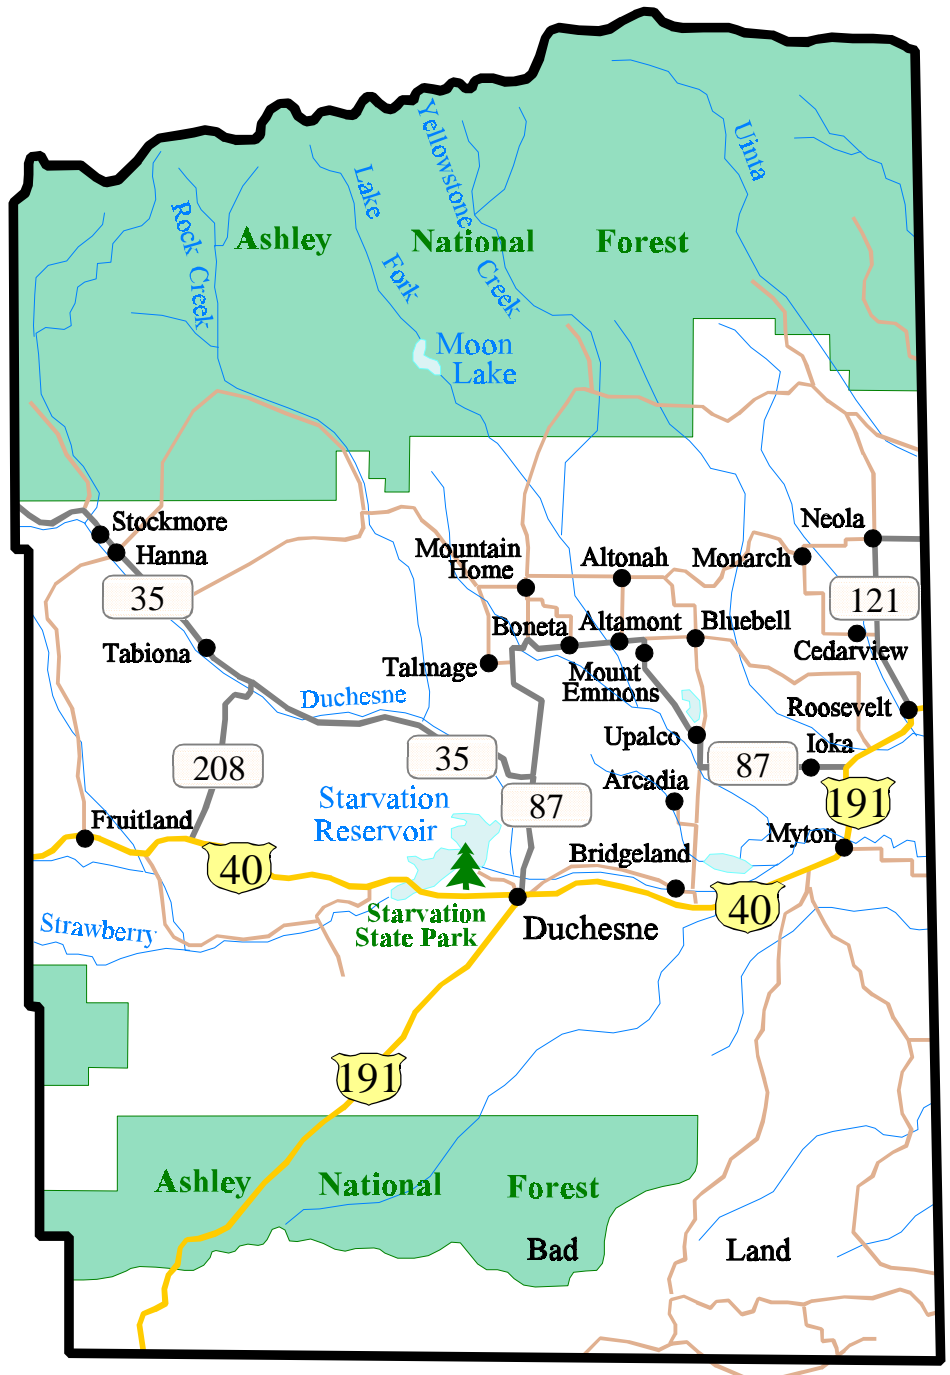 Yellowstone Creek
Uinta
Lake Fork
Rock Creek
Ashley National Forest
Moon
Lake
Stockmore
Hanna
Neola
Mountain
Home
Altonah
Monarch
35
121
Boneta
Altamont
Bluebell
Tabiona
Talmage
Mount
Emmons
Cedarview
Duchesne
Roosevelt
Upalco
Ioka
208
35
87
Arcadia
Starvation
Reservoir
87
191
Fruitland
Myton
40
Bridgeland
40
Starvation
State Park
Duchesne
Strawberry
191
Ashley National Forest
Bad Land